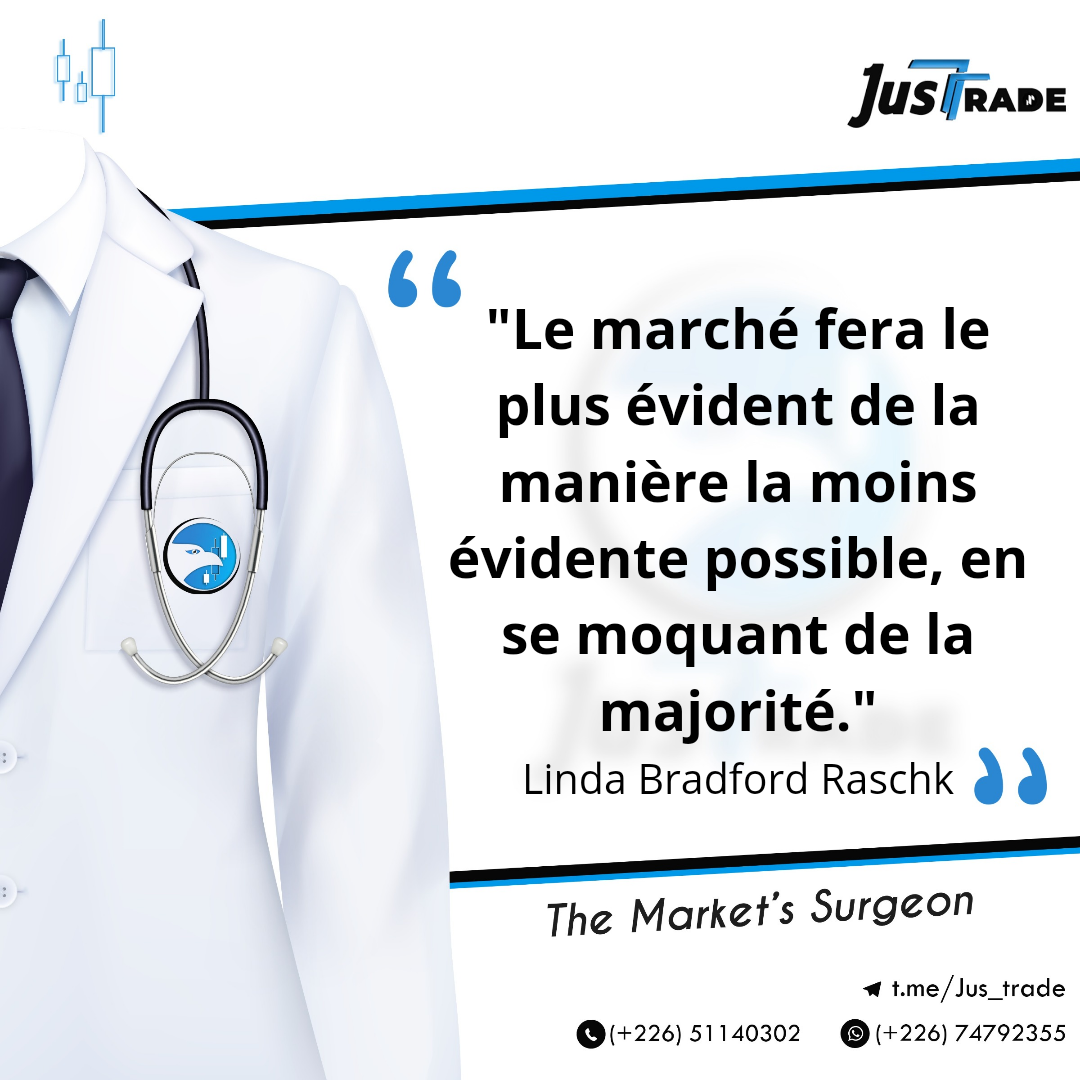 JusTrade
"Le marché fera le
plus évident de la
manière la moins
évidente possible, en
se moquant de la
majorité."
Linda Bradford Raschk
The Market's Surgeon
t.me/Jus_trade
(+226) 51140302 (+226) 74792355